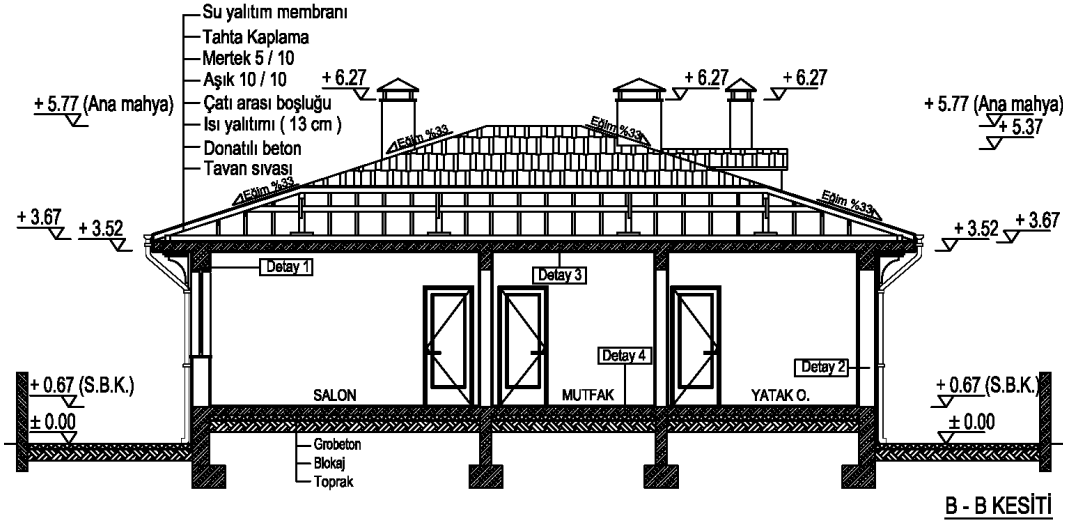 Su yalıtım membranı
Tahta Kaplama
Mertek 5 / 10
Aşık 10 / 10
Çatı arası boşluğu
Isı yalıtımı ( 13 cm )
Donatılı beton
Tavan sıvası
+ 6.27
+ 6.27
+ 6.27
+ 5.77 (Ana mahya)
+ 5.77 (Ana mahya)
+ 5.37
Eğim %33
Eğim %33
Eğim %33
Eğim %33
+ 3.67
+ 3.52
+ 3.52
+ 3.67
Detay 1
Detay 3
Detay 4
Detay 2
SALON
MUTFAK
YATAK O.
+ 0.67 (S.B.K.)
± 0.00
+ 0.67 (S.B.K.)
± 0.00
Grobeton
Blokaj
Toprak
B - B KESİTİ